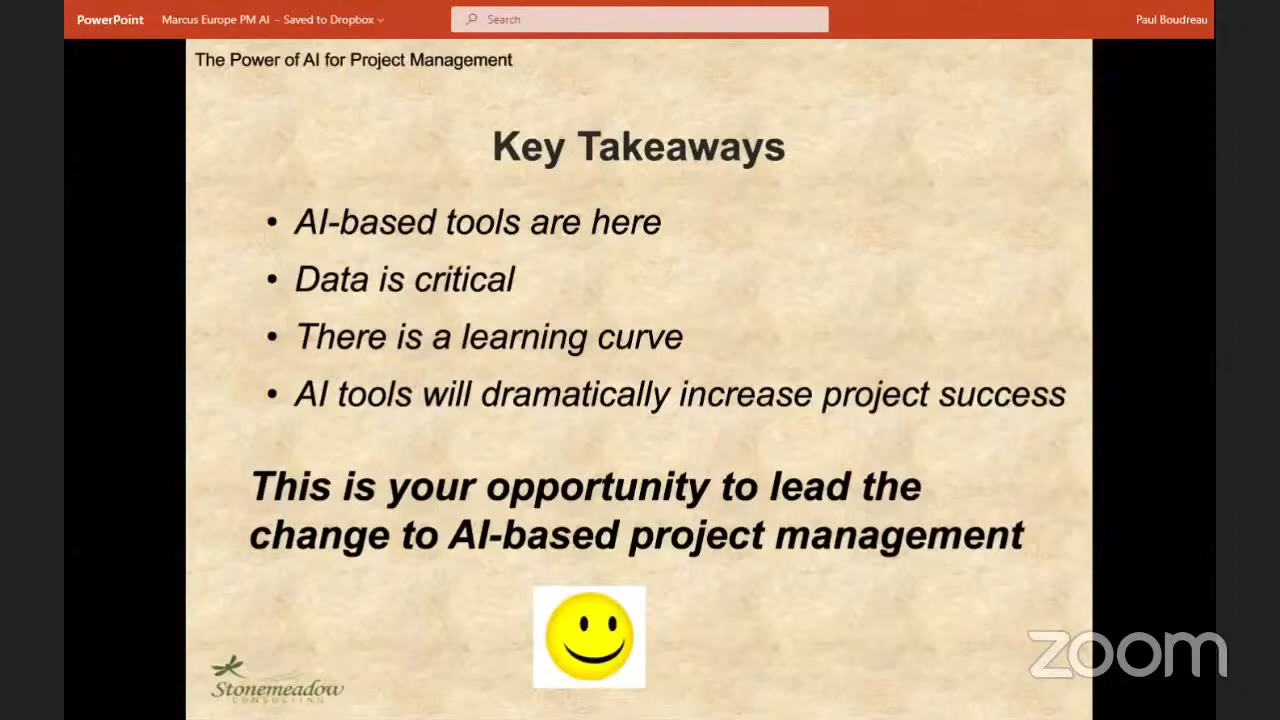 PowerPoint Marcus Europe PM AI – Saved to Dropbox Search Paul Boudreau
The Power of AI for Project Management
Key Takeaways
• AI-based tools are here
• Data is critical
• There is a learning curve
• AI tools will dramatically increase project success
This is your opportunity to lead the
change to AI-based project management
zoom
Stonemeadow
CONSULTING